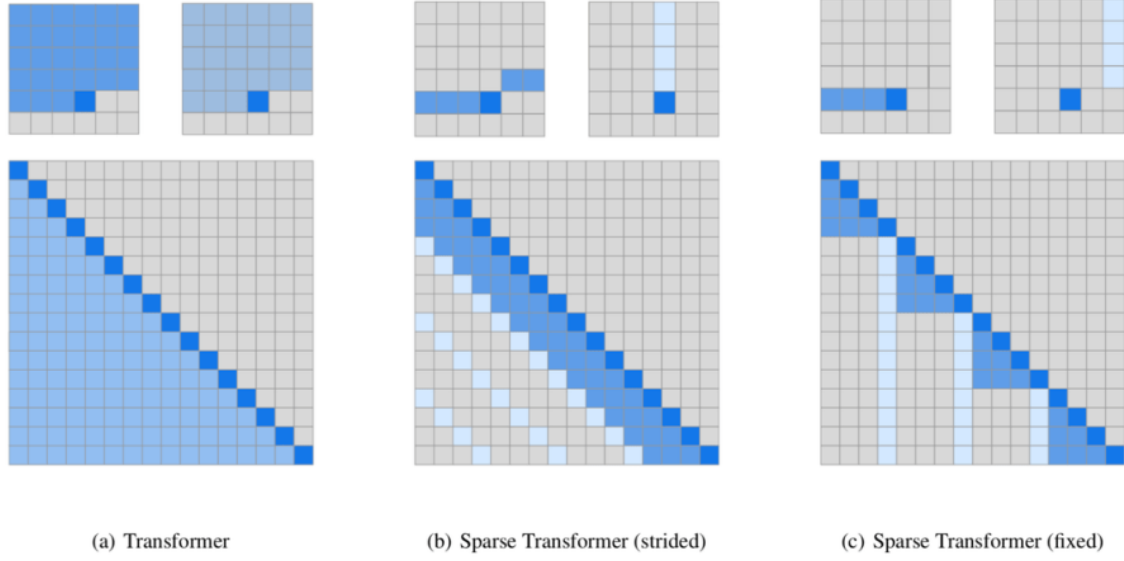 (a) Transformer
(b) Sparse Transformer (strided)
(c) Sparse Transformer (fixed)